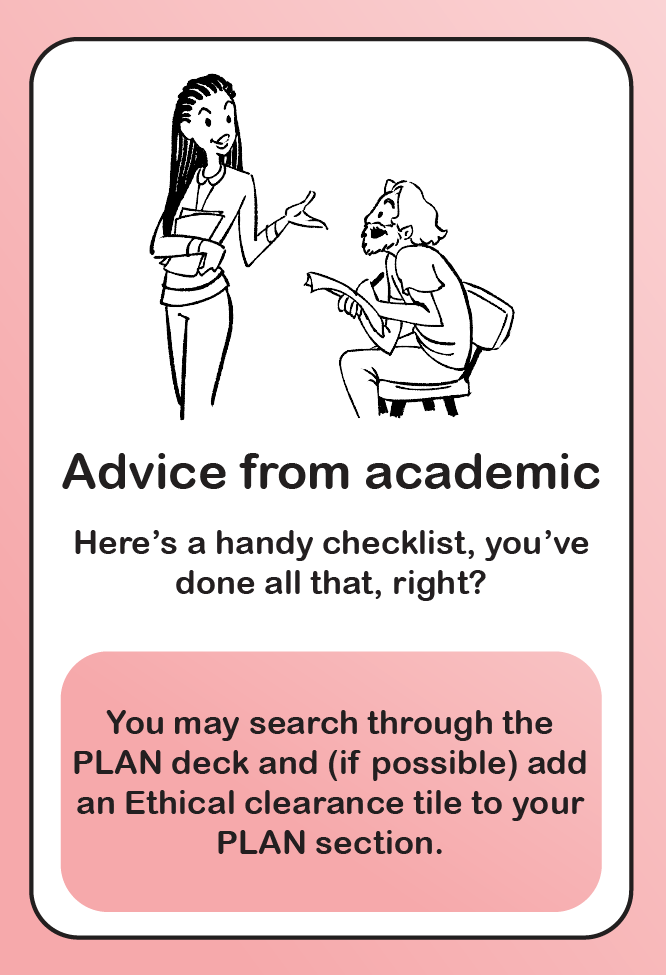 Advice from academic
Here’s a handy checklist, you’ve
done all that, right?
You may search through the
PLAN deck and (if possible) add
an Ethical clearance tile to your
PLAN section.